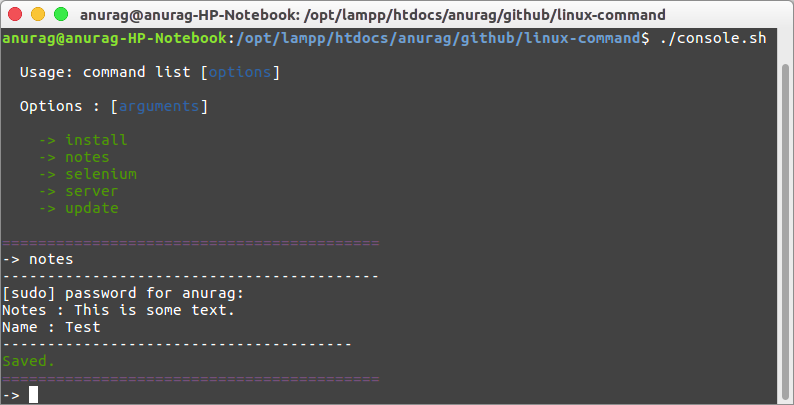 anurag@anurag-HP-Notebook: /opt/lampp/htdocs/anurag/github/linux-command
anurag@anurag-HP-Notebook:/opt/lampp/htdocs/anurag/github/linux-command$ ./console.sh
Usage: command list [options]
Options : [arguments]
-> install
-> notes
-> selenium
-> server
-> update
==========================================
-> notes
------------------------------------------
[sudo] password for anurag:
Notes : This is some text.
Name : Test
---------------------------------------
Saved.
==========================================
->